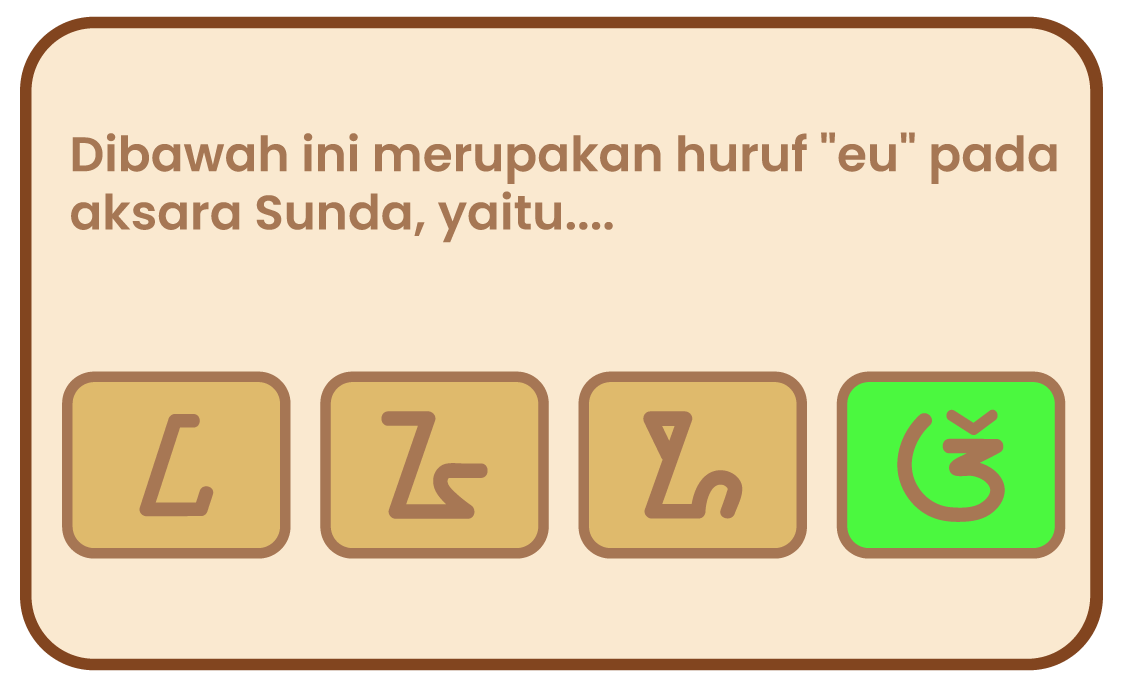 Dibawah ini merupakan huruf "eu" pada
aksara Sunda, yaitu....